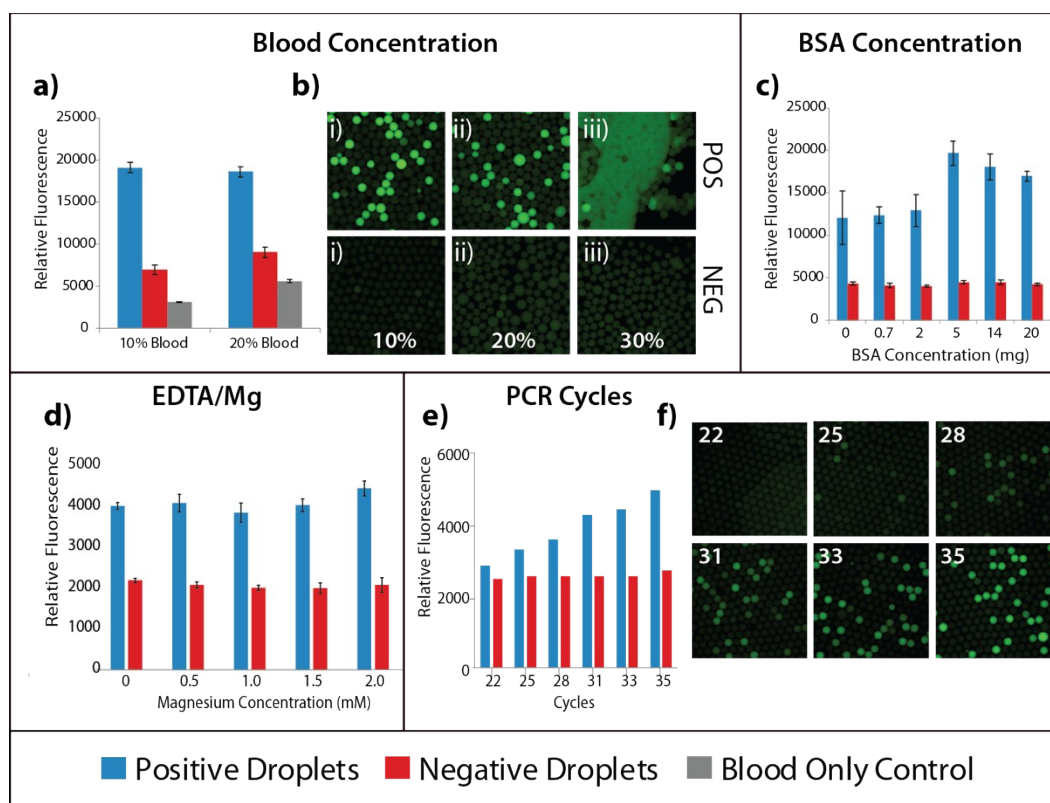 Blood Concentration
a)
Relative Fluorescence
25000
20000
15000
10000
5000
0
10% Blood
20% Blood
b)
i)
ii)
iii)
POS
i)
ii)
iii)
NEG
10%
20%
30%
BSA Concentration
c)
Relative Fluorescence
25000
20000
15000
10000
5000
0
0
0.7
2
5
14
20
BSA Concentration (mg)
EDTA/Mg
d)
Relative Fluorescence
5000
4000
3000
2000
1000
0
0
0.5
1.0
1.5
2.0
Magnesium Concentration (mM)
PCR Cycles
e)
Relative Fluorescence
6000
4000
2000
0
22
25
28
31
33
35
Cycles
f)
22
25
28
31
33
35
Positive Droplets
Negative Droplets
Blood Only Control